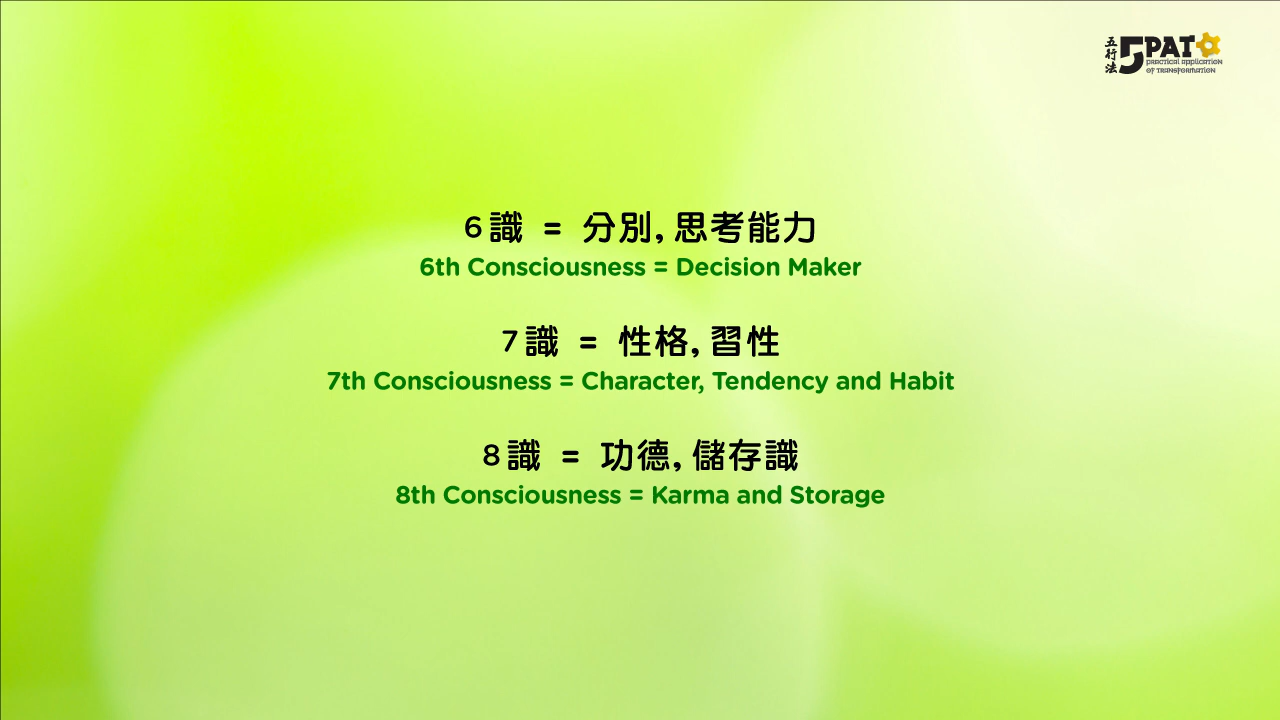 五行法 5PAT
PRACTICAL APPLICATION
OF TRANSFORMATION
6識 = 分別, 思考能力
6th Consciousness = Decision Maker
7識 = 性格, 習性
7th Consciousness = Character, Tendency and Habit
8識 = 功德, 儲存識
8th Consciousness = Karma and Storage